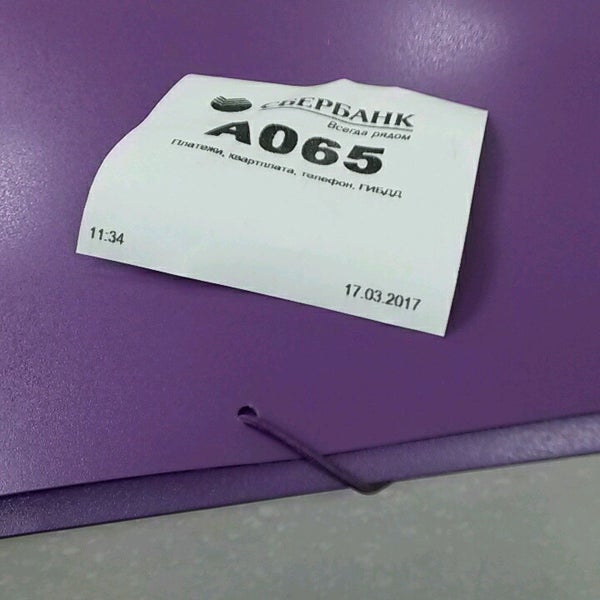 СБЕРБАНК
Всегда рядом
А065
Платежи, квартплата, телефон, ГИБДД
11:34
17.03.2017